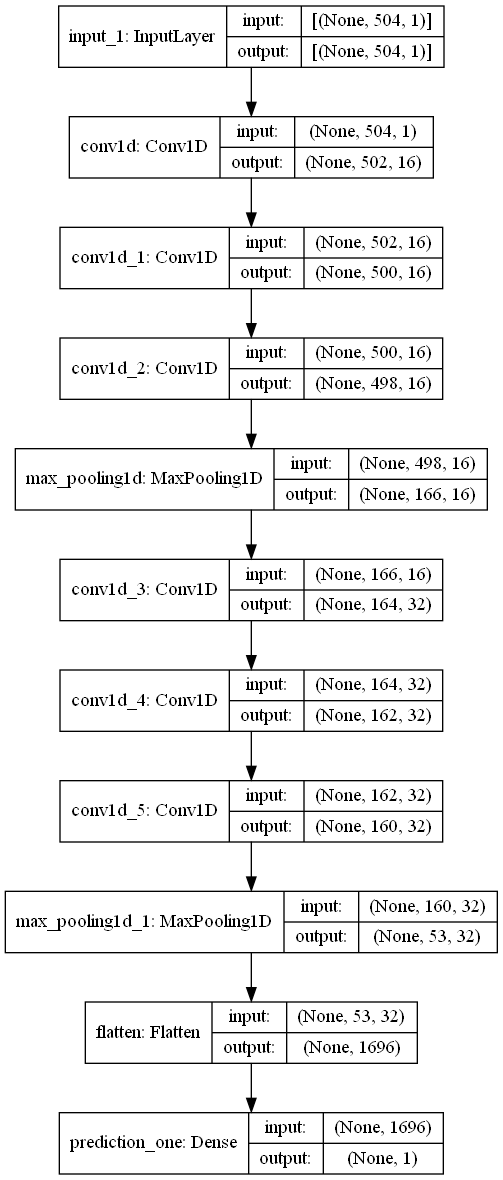 input_1: InputLayer
input: [(None, 504, 1)]
output: [(None, 504, 1)]
conv1d: Conv1D
input: (None, 504, 1)
output: (None, 502, 16)
conv1d_1: Conv1D
input: (None, 502, 16)
output: (None, 500, 16)
conv1d_2: Conv1D
input: (None, 500, 16)
output: (None, 498, 16)
max_pooling1d: MaxPooling1D
input: (None, 498, 16)
output: (None, 166, 16)
conv1d_3: Conv1D
input: (None, 166, 16)
output: (None, 164, 32)
conv1d_4: Conv1D
input: (None, 164, 32)
output: (None, 162, 32)
conv1d_5: Conv1D
input: (None, 162, 32)
output: (None, 160, 32)
max_pooling1d_1: MaxPooling1D
input: (None, 160, 32)
output: (None, 53, 32)
flatten: Flatten
input: (None, 53, 32)
output: (None, 1696)
prediction_one: Dense
input: (None, 1696)
output: (None, 1)